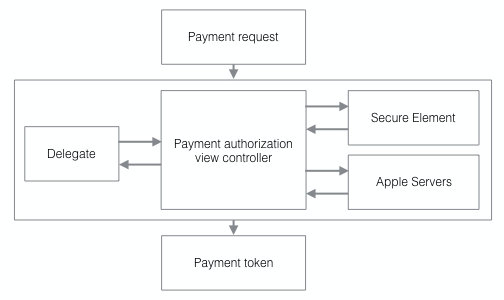 Payment request
Delegate
Payment authorization
view controller
Secure Element
Apple Servers
Payment token